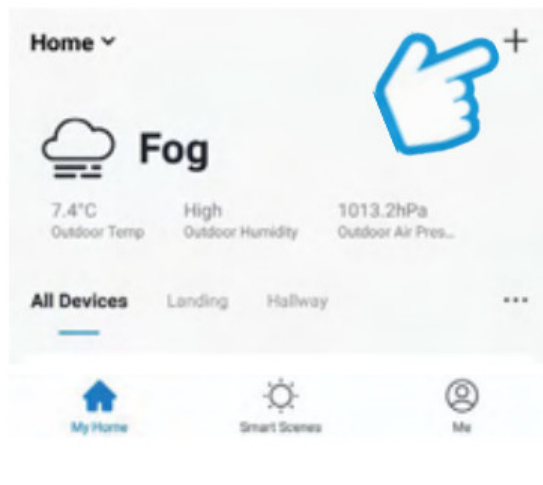 Home
Fog
7.4°C High 1013.2hPa
Outdoor Temp Outdoor Humidity Outdoor Air Pres...
All Devices Landing Hallway
My Home Smart Scenes Me